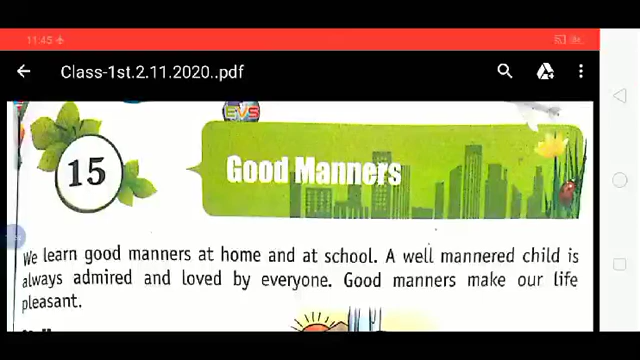 11:45
Class-1st.2.11.2020..pdf
EVS
15
Good Manners
We learn good manners at home and at school. A well mannered child is
always admired and loved by everyone. Good manners make our life
pleasant.